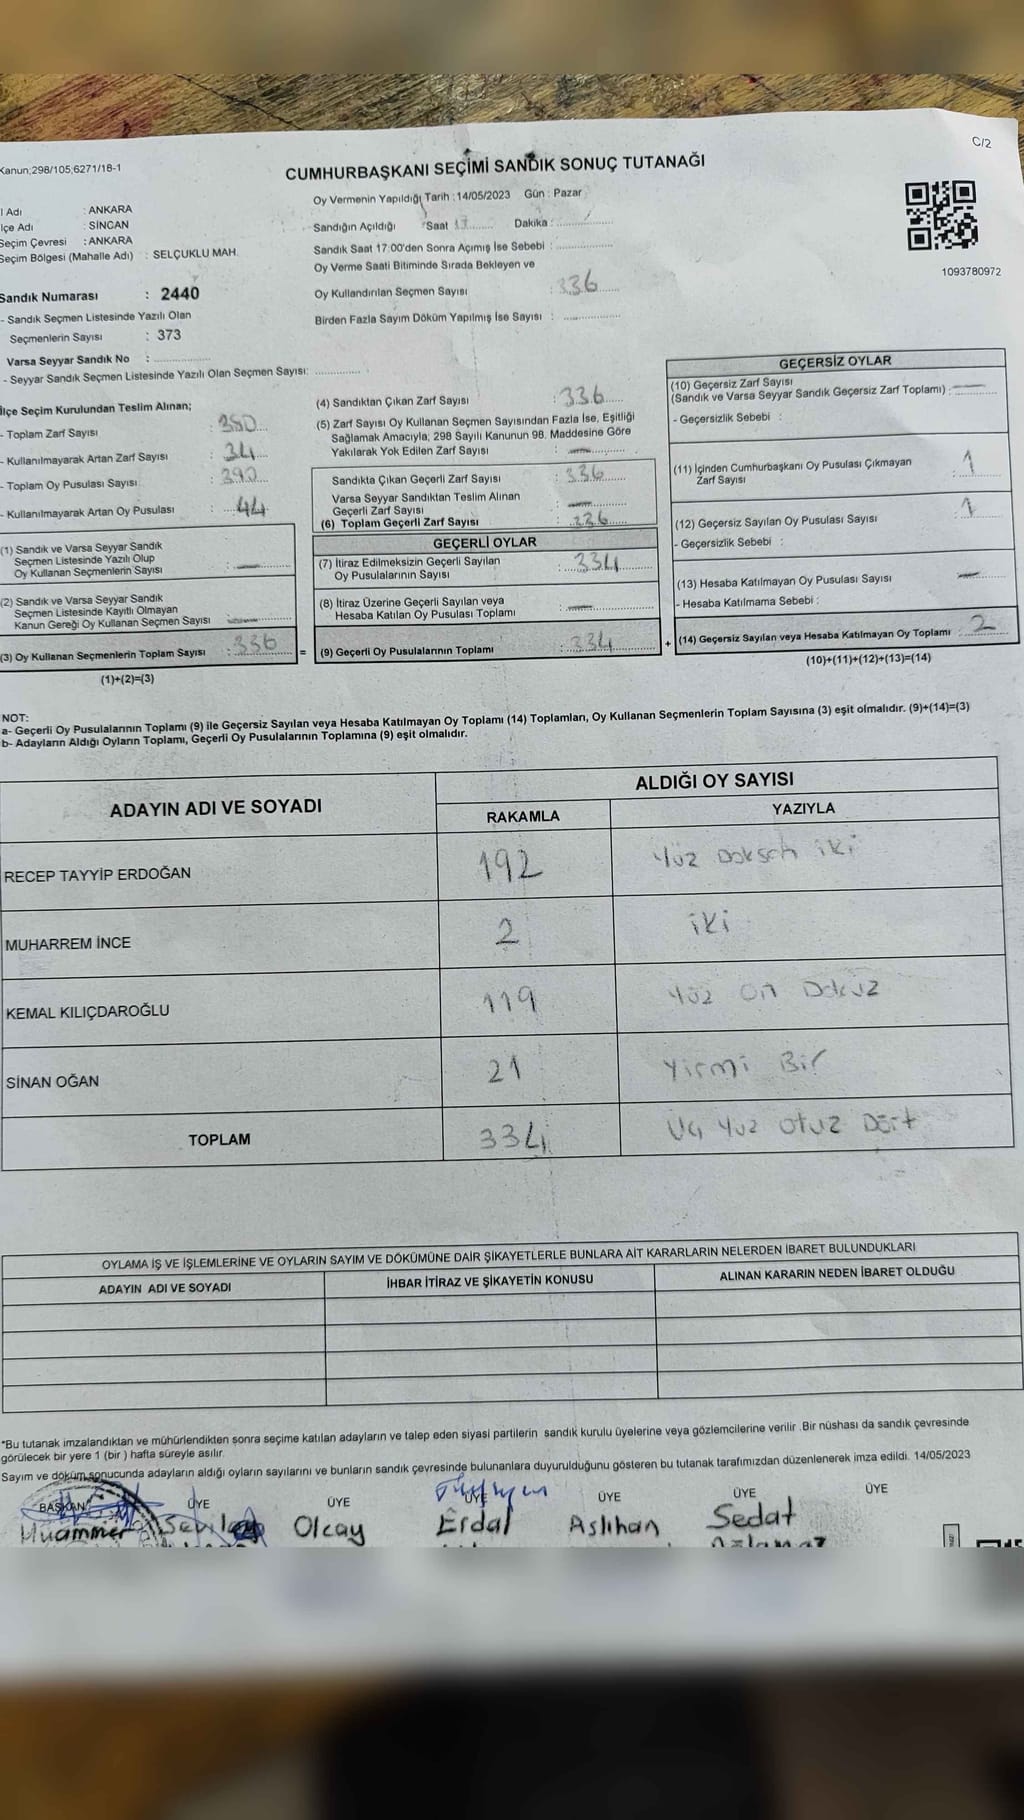 C/2
Kanun;298/105;6271/18-1
CUMHURBAŞKANI SEÇİMİ SANDIK SONUÇ TUTANAĞI
Oy Vermenin Yapıldığı Tarih :14/05/2023 Gün : Pazar
l Adı : ANKARA
lçe Adı : SİNCAN
Seçim Çevresi : ANKARA
Seçim Bölgesi (Mahalle Adı) : SELÇUKLU MAH.
Sandık Numarası : 2440
- Sandık Seçmen Listesinde Yazılı Olan
Seçmenlerin Sayısı : 373
Varsa Seyyar Sandık No : ..............
- Seyyar Sandık Seçmen Listesinde Yazılı Olan Seçmen Sayısı: ..............
Sandığın Açıldığı Saat 17 Dakika : ..............
Sandık Saat 17:00'den Sonra Açımış İse Sebebi : ..............
Oy Verme Saati Bitiminde Sırada Bekleyen ve
Oy Kullandırılan Seçmen Sayısı : 336
Birden Fazla Sayım Döküm Yapılmış İse Sayısı : ..............
1093780972
İlçe Seçim Kurulundan Teslim Alınan;
- Toplam Zarf Sayısı : 380
- Kullanılmayarak Artan Zarf Sayısı : 34
- Toplam Oy Pusulası Sayısı : 390
- Kullanılmayarak Artan Oy Pusulası : 44
(1) Sandık ve Varsa Seyyar Sandık
Seçmen Listesinde Yazılı Olup
Oy Kullanan Seçmenlerin Sayısı : —
(2) Sandık ve Varsa Seyyar Sandık
Seçmen Listesinde Kayıtlı Olmayan
Kanun Gereği Oy Kullanan Seçmen Sayısı : —
(3) Oy Kullanan Seçmenlerin Toplam Sayısı : 336 =
(1)+(2)=(3)
(4) Sandıktan Çıkan Zarf Sayısı : 336
(5) Zarf Sayısı Oy Kullanan Seçmen Sayısından Fazla İse, Eşitliği
Sağlamak Amacıyla; 298 Sayılı Kanunun 98. Maddesine Göre
Yakılarak Yok Edilen Zarf Sayısı : —
Sandıkta Çıkan Geçerli Zarf Sayısı : 336
Varsa Seyyar Sandıktan Teslim Alınan
Geçerli Zarf Sayısı : —
(6) Toplam Geçerli Zarf Sayısı : 336
GEÇERLİ OYLAR
(7) İtiraz Edilmeksizin Geçerli Sayılan
Oy Pusulalarının Sayısı : 334
(8) İtiraz Üzerine Geçerli Sayılan veya
Hesaba Katılan Oy Pusulası Toplamı : —
(9) Geçerli Oy Pusulalarının Toplamı : 334 +
GEÇERSİZ OYLAR
(10) Geçersiz Zarf Sayısı
(Sandık ve Varsa Seyyar Sandık Geçersiz Zarf Toplamı) : —
- Geçersizlik Sebebi :
(11) İçinden Cumhurbaşkanı Oy Pusulası Çıkmayan
Zarf Sayısı : 1
(12) Geçersiz Sayılan Oy Pusulası Sayısı : 1
- Geçersizlik Sebebi :
(13) Hesaba Katılmayan Oy Pusulası Sayısı —
- Hesaba Katılmama Sebebi :
(14) Geçersiz Sayılan veya Hesaba Katılmayan Oy Toplamı : 2
(10)+(11)+(12)+(13)=(14)
NOT:
a- Geçerli Oy Pusulalarının Toplamı (9) ile Geçersiz Sayılan veya Hesaba Katılmayan Oy Toplamı (14) Toplamları, Oy Kullanan Seçmenlerin Toplam Sayısına (3) eşit olmalıdır. (9)+(14)=(3)
b- Adayların Aldığı Oyların Toplamı, Geçerli Oy Pusulalarının Toplamına (9) eşit olmalıdır.
ADAYIN ADI VE SOYADI
ALDIĞI OY SAYISI
RAKAMLA YAZIYLA
RECEP TAYYİP ERDOĞAN 192 Yüz Doksan iki
MUHARREM İNCE 2 iki
KEMAL KILIÇDAROĞLU 119 Yüz On Dokuz
SİNAN OĞAN 21 Yirmi Bir
TOPLAM 334 Üç Yüz Otuz Dört
OYLAMA İŞ VE İŞLEMLERİNE VE OYLARIN SAYIM VE DÖKÜMÜNE DAİR ŞİKAYETLERLE BUNLARA AİT KARARLARIN NELERDEN İBARET BULUNDUKLARI
ADAYIN ADI VE SOYADI İHBAR İTİRAZ VE ŞİKAYETİN KONUSU ALINAN KARARIN NEDEN İBARET OLDUĞU
*Bu tutanak imzalandıktan ve mühürlendikten sonra seçime katılan adayların ve talep eden siyasi partilerin sandık kurulu üyelerine veya gözlemcilerine verilir. Bir nüshası da sandık çevresinde
görülecek bir yere 1 (bir ) hafta süreyle asılır.
Sayım ve döküm sonucunda adayların aldığı oyların sayılarını ve bunların sandık çevresinde bulunanlara duyurulduğunu gösteren bu tutanak tarafımızdan düzenlenerek imza edildi. 14/05/2023
BAŞKAN ÜYE ÜYE ÜYE ÜYE ÜYE ÜYE
Muammer Sevilay Olcay Erdal Aslıhan Sedat